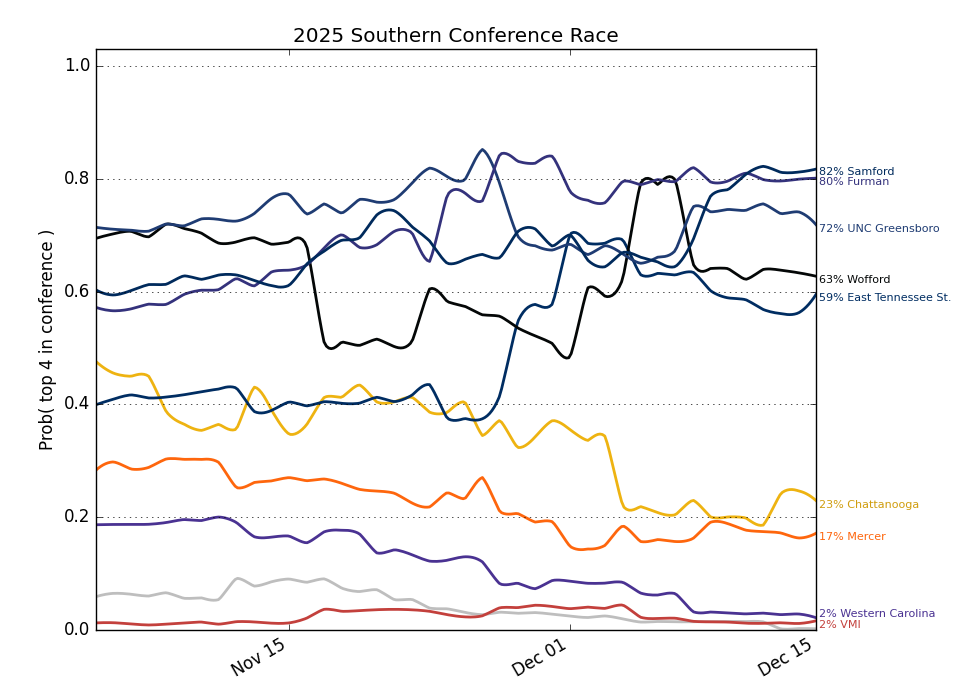 2025 Southern Conference Race
Prob( top 4 in conference )
1.0
0.8
0.6
0.4
0.2
0.0
82% Samford
80% Furman
72% UNC Greensboro
63% Wofford
59% East Tennessee St.
23% Chattanooga
17% Mercer
2% Western Carolina
2% VMI
Nov 15
Dec 01
Dec 15